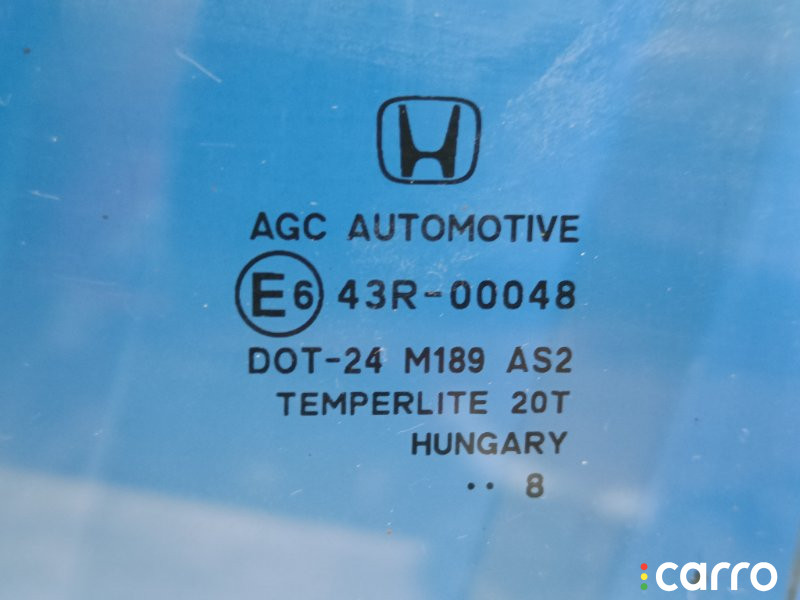 AGC AUTOMOTIVE
E6 43R-00048
DOT-24 M189 AS2
TEMPERLITE 20T
HUNGARY
.. 8
carro